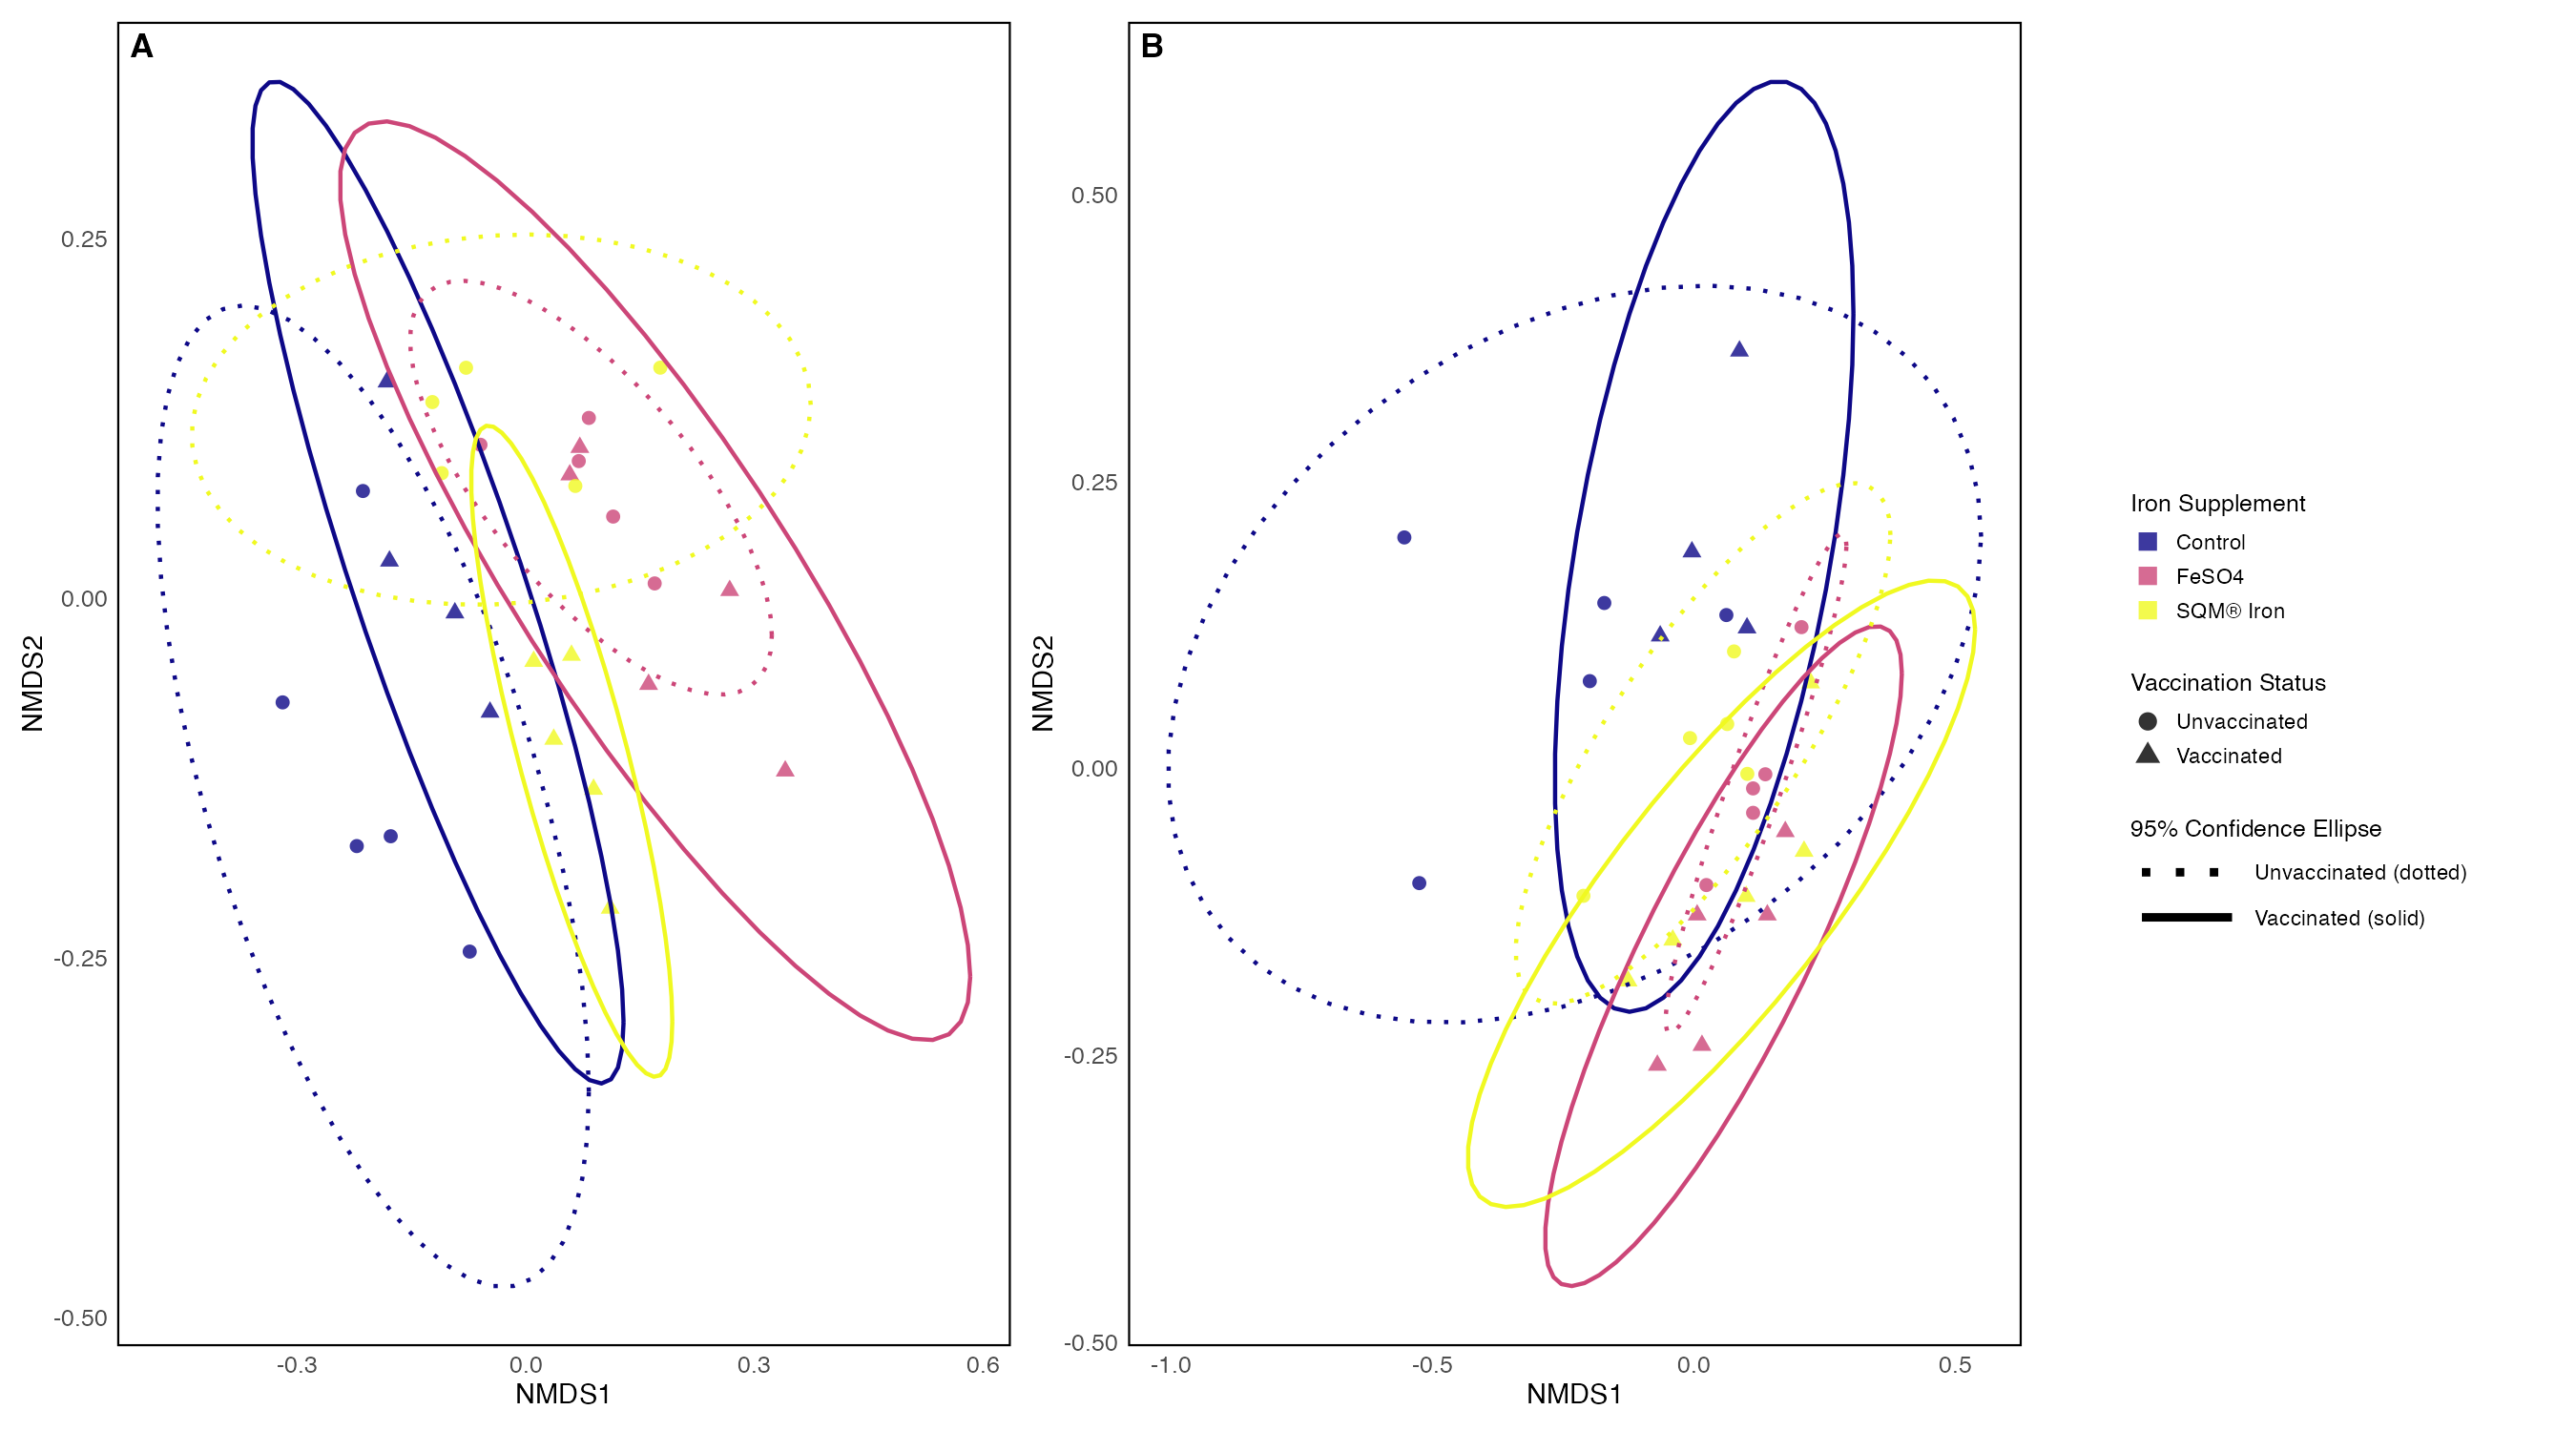 A
B
NMDS2
0.25
0.00
-0.25
-0.50
-0.3
0.0
0.3
0.6
NMDS1
NMDS2
0.50
0.25
0.00
-0.25
-0.50
-1.0
-0.5
0.0
0.5
NMDS1
Iron Supplement
Control
FeSO4
SQM® Iron
Vaccination Status
Unvaccinated
Vaccinated
95% Confidence Ellipse
Unvaccinated (dotted)
Vaccinated (solid)